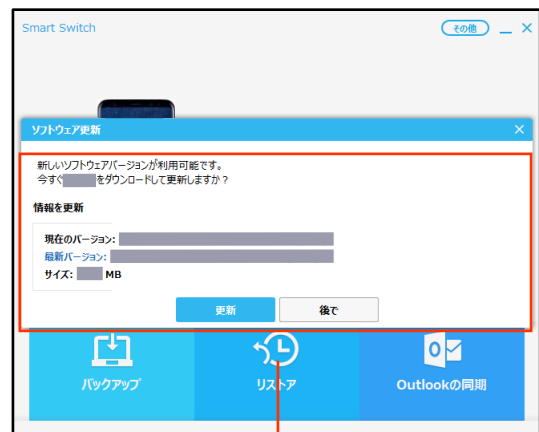 Smart Switch
その他
ソフトウェア更新
新しいソフトウェアバージョンが利用可能です。
今すぐ をダウンロードして更新しますか？
情報を更新
現在のバージョン:
最新バージョン:
サイズ: MB
更新
後で
バックアップ
リストア
Outlookの同期